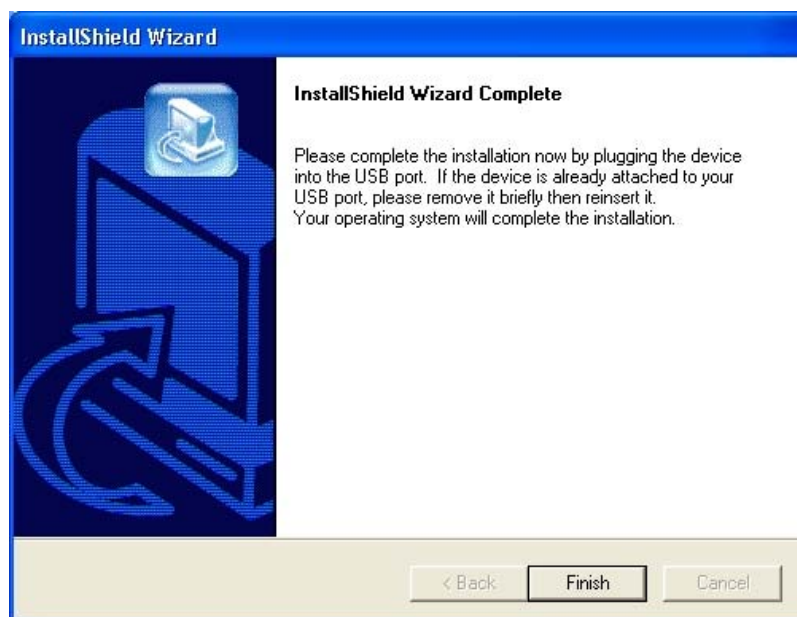 InstallShield Wizard
InstallShield Wizard Complete
Please complete the installation now by plugging the device
into the USB port. If the device is already attached to your
USB port, please remove it briefly then reinsert it.
Your operating system will complete the installation.
< Back
Finish
Cancel